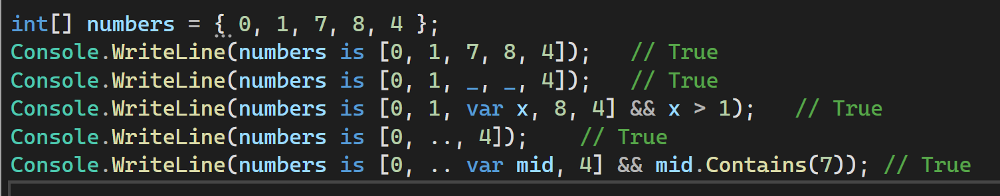 int[] numbers = { 0, 1, 7, 8, 4 };
Console.WriteLine(numbers is [0, 1, 7, 8, 4]);   // True
Console.WriteLine(numbers is [0, 1, _, _, 4]);   // True
Console.WriteLine(numbers is [0, 1, var x, 8, 4] && x > 1);   // True
Console.WriteLine(numbers is [0, .., 4]);    // True
Console.WriteLine(numbers is [0, .. var mid, 4] && mid.Contains(7)); // True